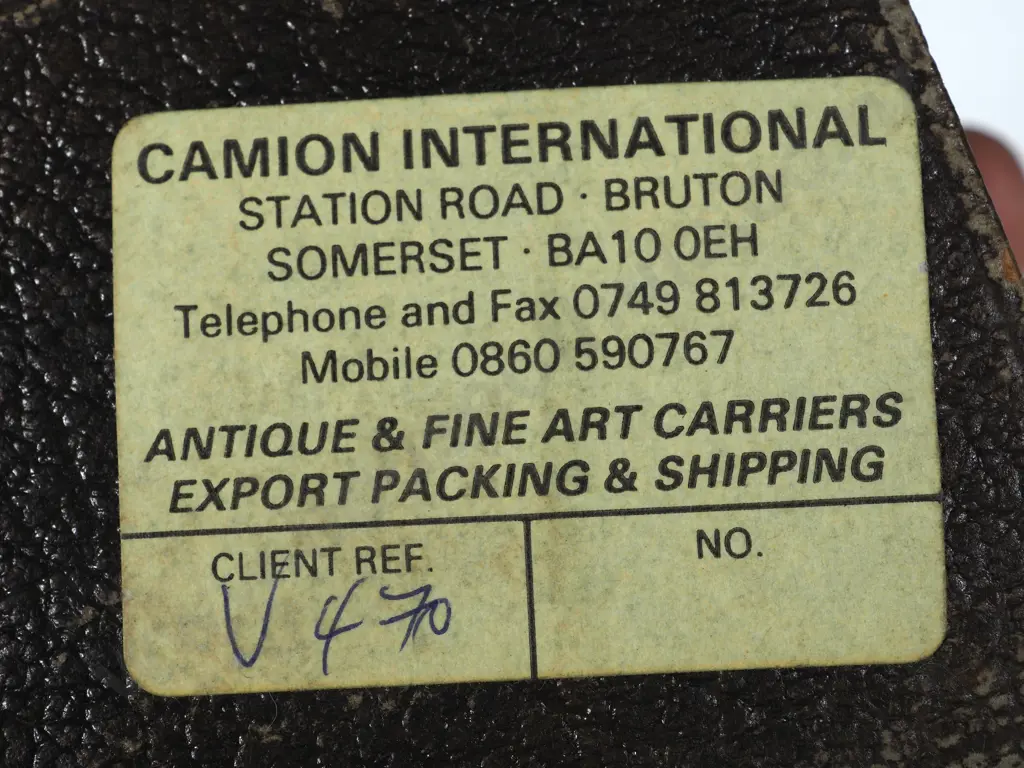 CAMION INTERNATIONAL
STATION ROAD · BRUTON
SOMERSET · BA10 0EH
Telephone and Fax 0749 813726
Mobile 0860 590767
ANTIQUE & FINE ART CARRIERS
EXPORT PACKING & SHIPPING
CLIENT REF. NO.
V 470